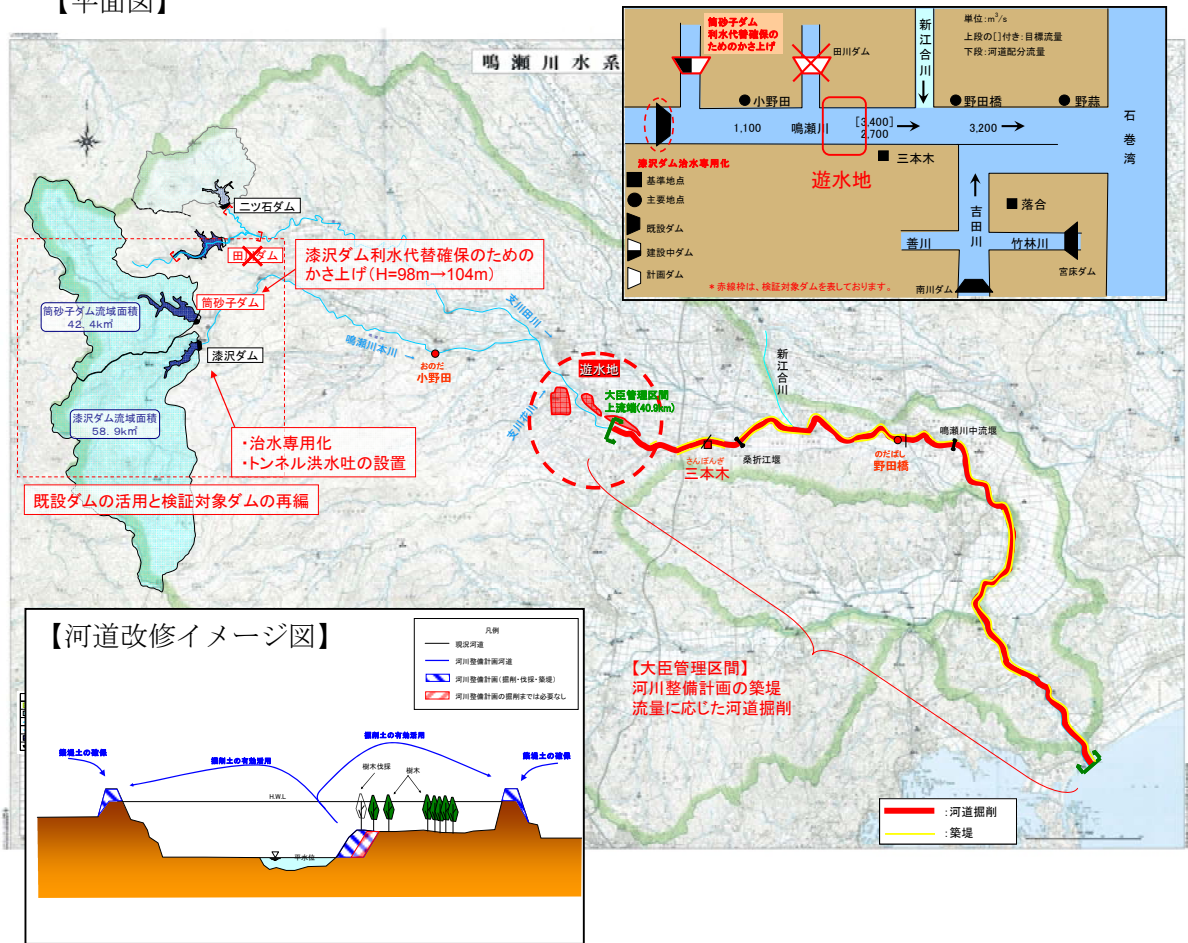 【平面図】
鳴瀬川水系
筒砂子ダム
利水代替確保の
ためのかさ上げ
田川ダム
新江合川
単位:m³/s
上段の[]付き:目標流量
下段:河道配分流量
小野田
野田橋
野蒜
1,100
鳴瀬川
[3,400]
2,700
3,200
石巻湾
漆沢ダム治水専用化
遊水地
三本木
基準地点
主要地点
既設ダム
建設中ダム
計画ダム
吉田川
落合
善川
竹林川
宮床ダム
南川ダム
*赤線枠は、検証対象ダムを表しております。
二ツ石ダム
田川ダム
漆沢ダム利水代替確保のための
かさ上げ(H=98m→104m)
筒砂子ダム
筒砂子ダム流域面積
42.4k㎡
漆沢ダム
漆沢ダム流域面積
58.9k㎡
支川田川
鳴瀬川本川
おのだ
小野田
支川花川
遊水地
大臣管理区間
上流端(40.9km)
新江合川
さんぼんぎ
三本木
桑折江堰
のだばし
野田橋
鳴瀬川中流堰
・治水専用化
・トンネル洪水吐の設置
既設ダムの活用と検証対象ダムの再編
【大臣管理区間】
河川整備計画の築堤
流量に応じた河道掘削
:河道掘削
:築堤
【河道改修イメージ図】
凡例
現況河道
河川整備計画河道
河川整備計画(掘削・伐採・築堤)
河川整備計画の掘削までは必要なし
築堤土の確保
掘削土の有効活用
掘削土の有効活用
築堤土の確保
樹木伐採
樹木
H.W.L
平水位